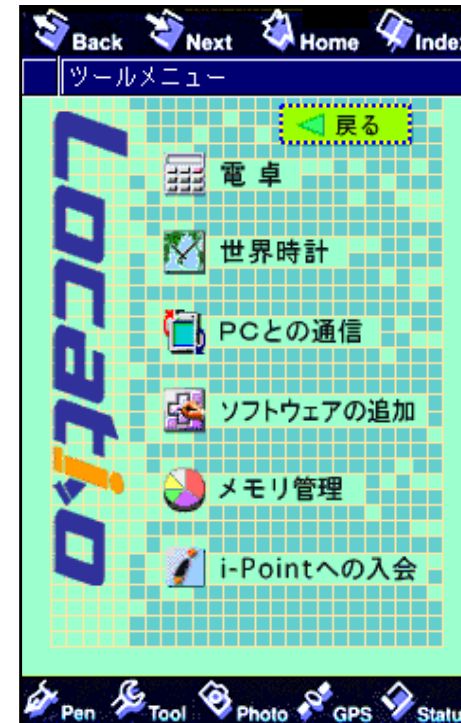 Back Next Home Index
ツールメニュー
戻る
Locatio
電卓
世界時計
PCとの通信
ソフトウェアの追加
メモリ管理
i-Pointへの入会
Pen Tool Photo GPS Statu